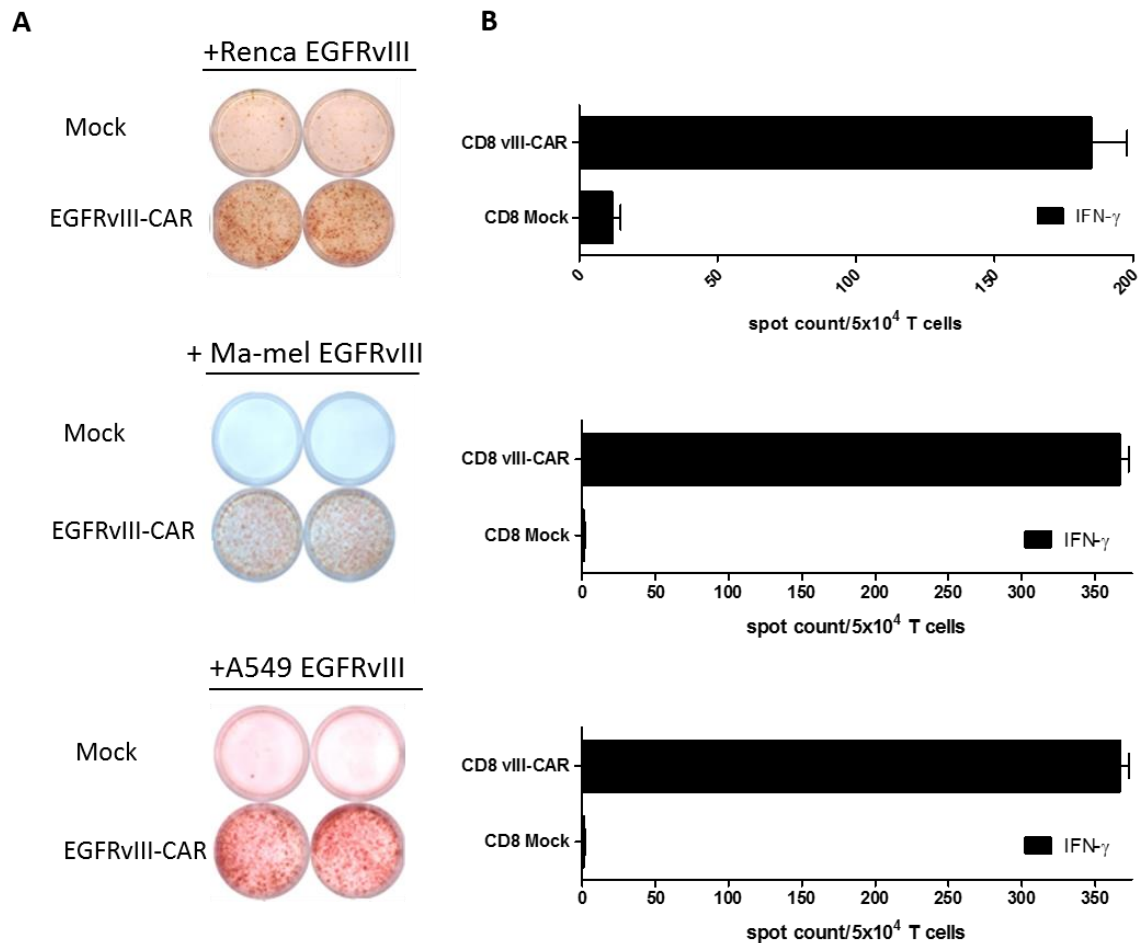 A
B
+Renca EGFRvIII
Mock
EGFRvIII-CAR
CD8 vIII-CAR
CD8 Mock
IFN-γ
0 50 100 150 200
spot count/5x10⁴ T cells
+ Ma-mel EGFRvIII
Mock
EGFRvIII-CAR
CD8 vIII-CAR
CD8 Mock
IFN-γ
0 50 100 150 200 250 300 350
spot count/5x10⁴ T cells
+A549 EGFRvIII
Mock
EGFRvIII-CAR
CD8 vIII-CAR
CD8 Mock
IFN-γ
0 50 100 150 200 250 300 350
spot count/5x10⁴ T cells